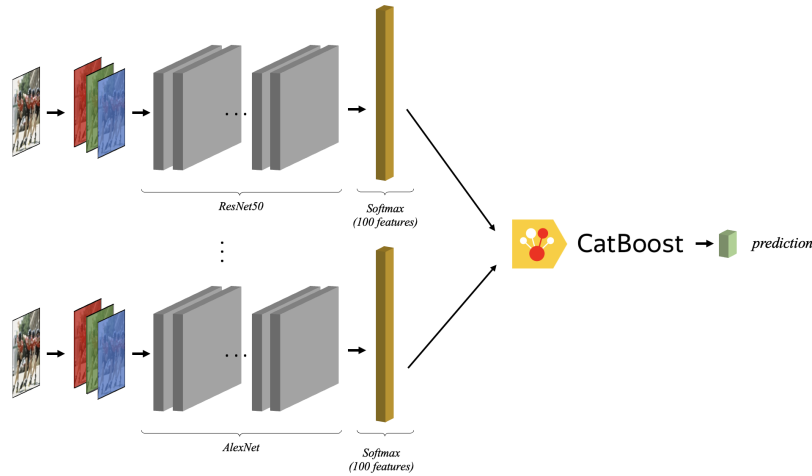 ResNet50
Softmax
(100 features)
CatBoost
prediction
AlexNet
Softmax
(100 features)